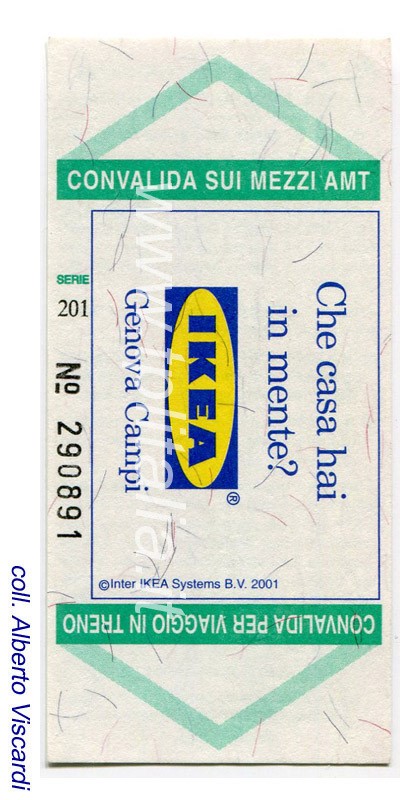 CONVALIDA SUI MEZZI AMT
SERIE
201
№ 290891
Che casa hai
in mente?
IKEA®
Genova Campi
©Inter IKEA Systems B.V. 2001
CONVALIDA PER VIAGGIO IN TRENO
www.tplitalia.it
coll. Alberto Viscardi